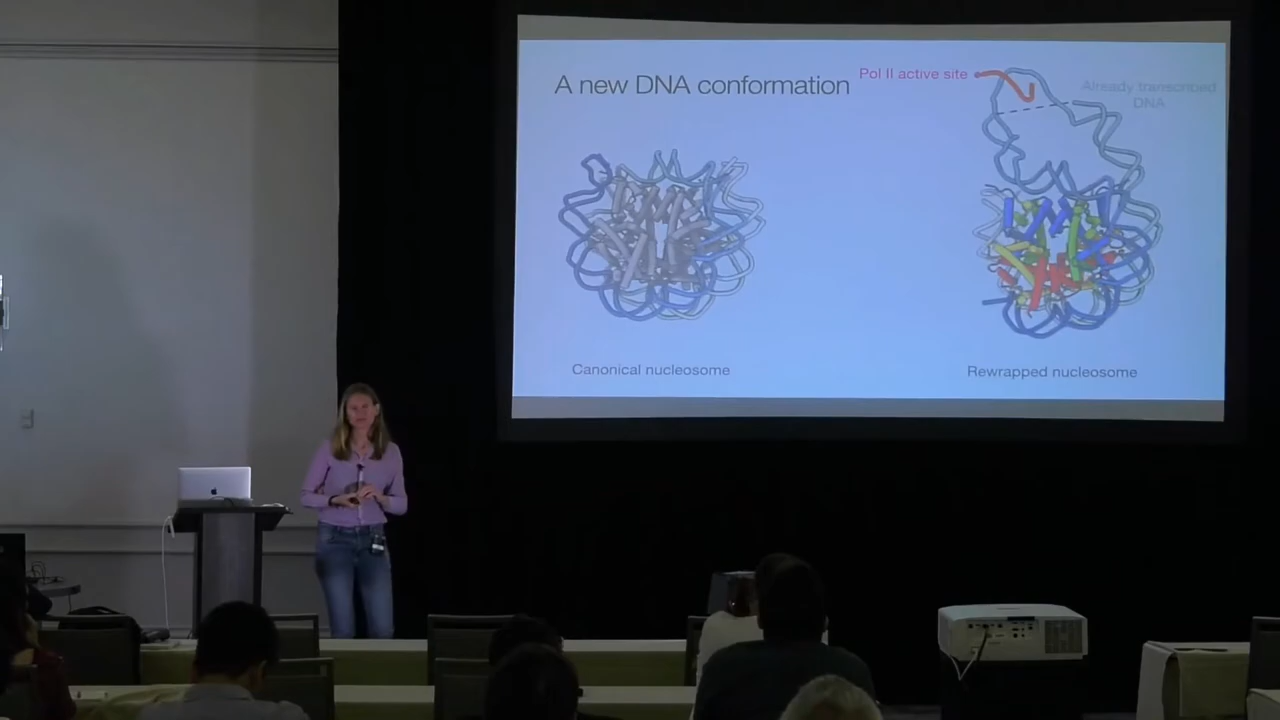 A new DNA conformation
Pol II active site
Already transcribed
DNA
Canonical nucleosome
Rewrapped nucleosome